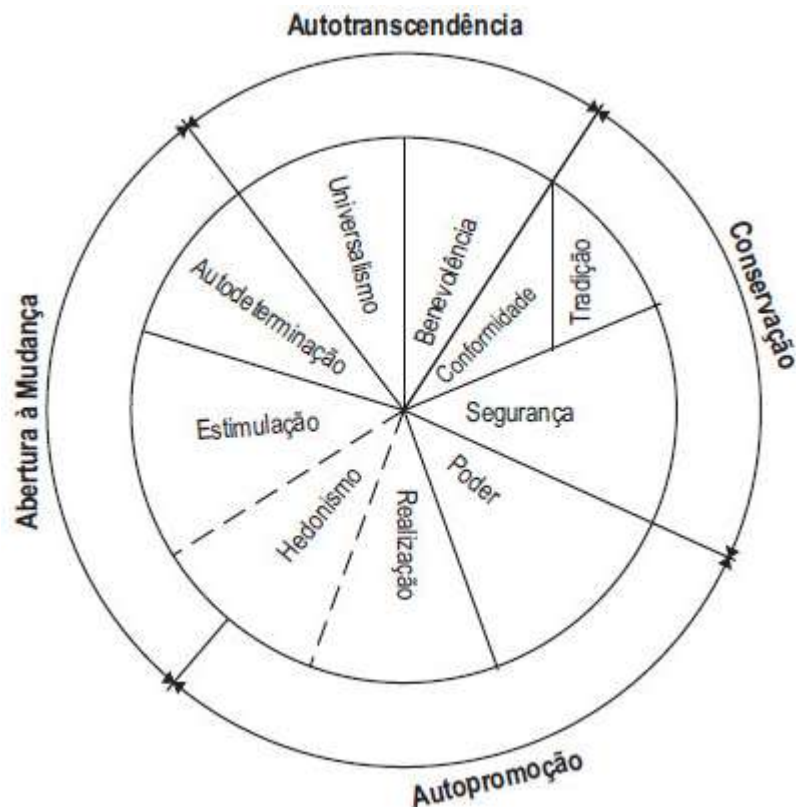 Autotranscendência
Conservação
Autopromoção
Abertura à Mudança
Universalismo
Benevolência
Conformidade
Tradição
Segurança
Poder
Realização
Hedonismo
Estimulação
Autodeterminação